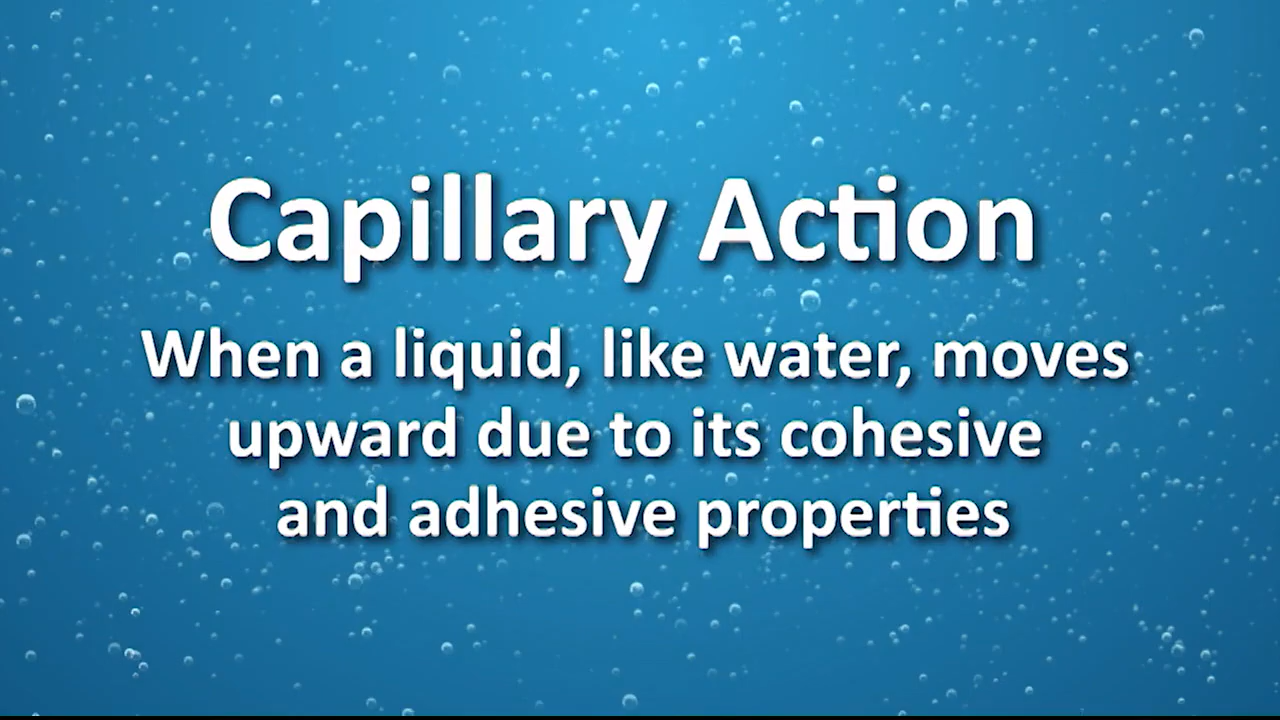 Capillary Action
When a liquid, like water, moves
upward due to its cohesive
and adhesive properties